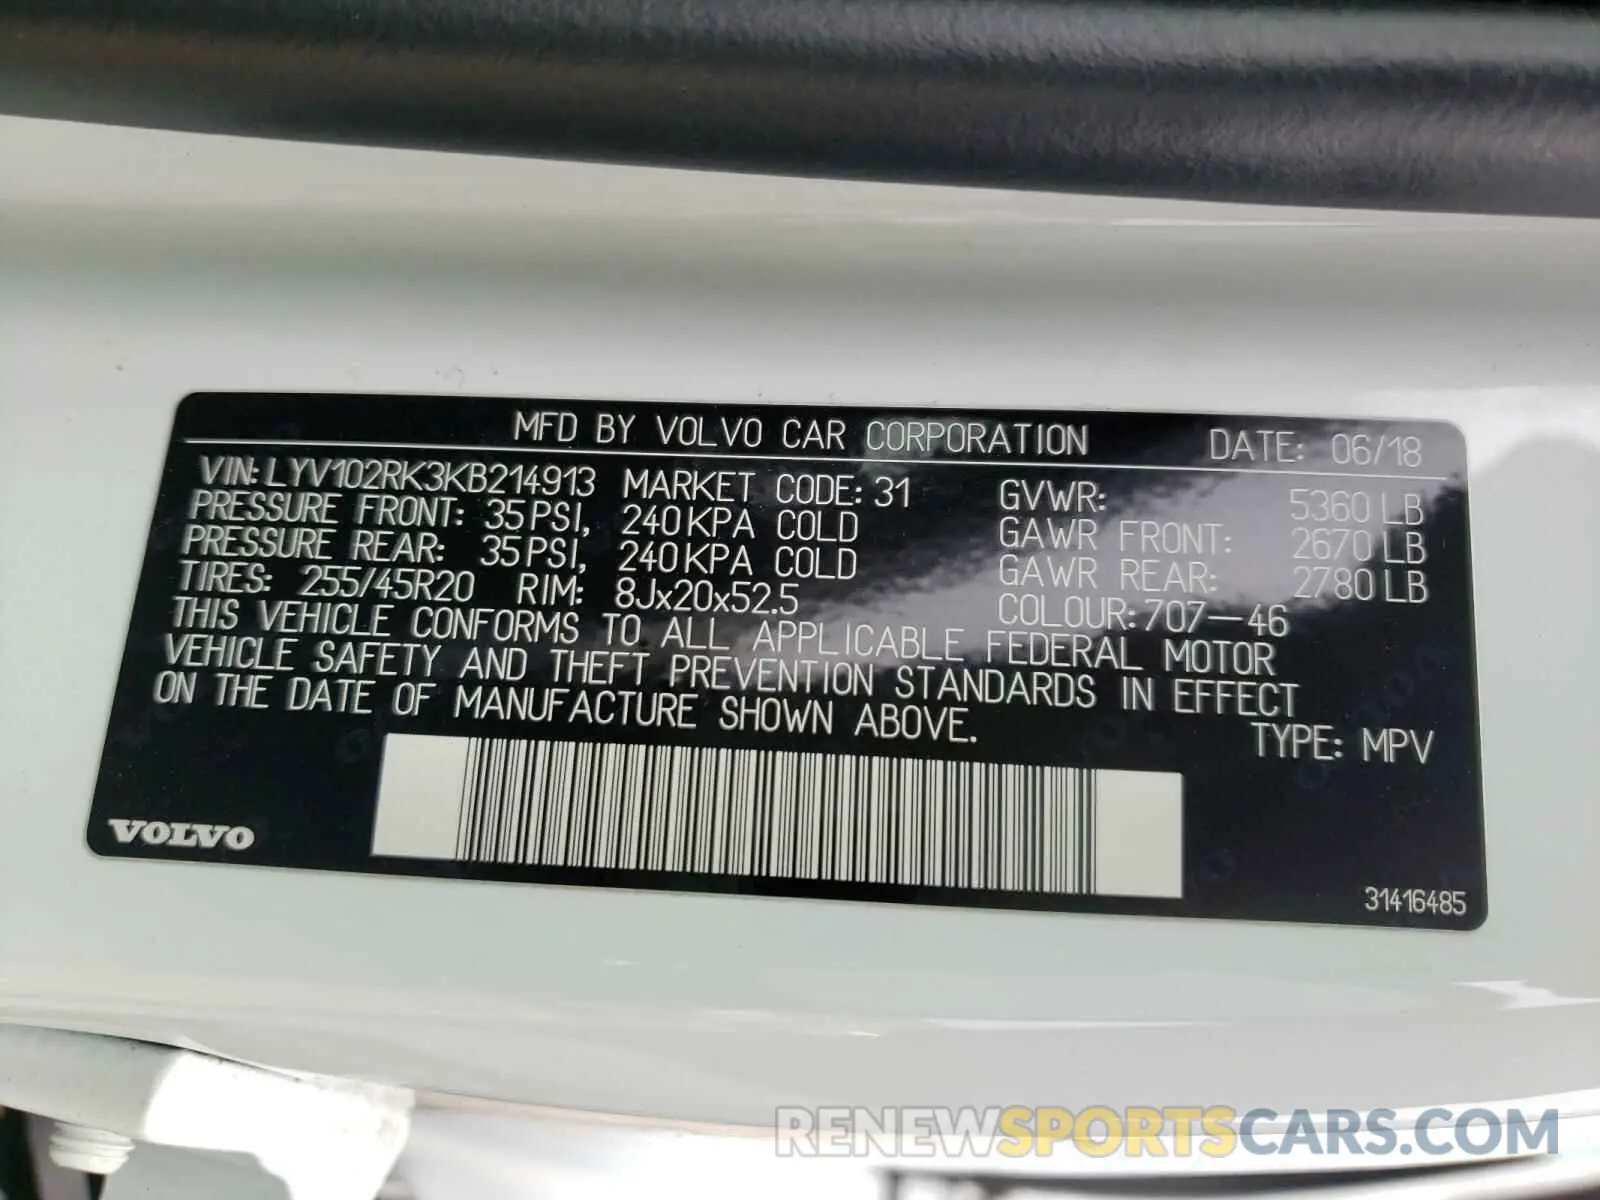 MFD BY VOLVO CAR CORPORATION DATE: 06/18
VIN: LYV102RK3KB214913 MARKET CODE: 31 GVWR: 5360 LB
PRESSURE FRONT: 35 PSI, 240 KPA COLD GAWR FRONT: 2670 LB
PRESSURE REAR: 35 PSI, 240 KPA COLD GAWR REAR: 2780 LB
TIRES: 255/45R20 RIM: 8Jx20x52.5 COLOUR: 707-46
THIS VEHICLE CONFORMS TO ALL APPLICABLE FEDERAL MOTOR
VEHICLE SAFETY AND THEFT PREVENTION STANDARDS IN EFFECT
ON THE DATE OF MANUFACTURE SHOWN ABOVE.
TYPE: MPV
VOLVO
31416485
RENEWSPORTSCARS.COM